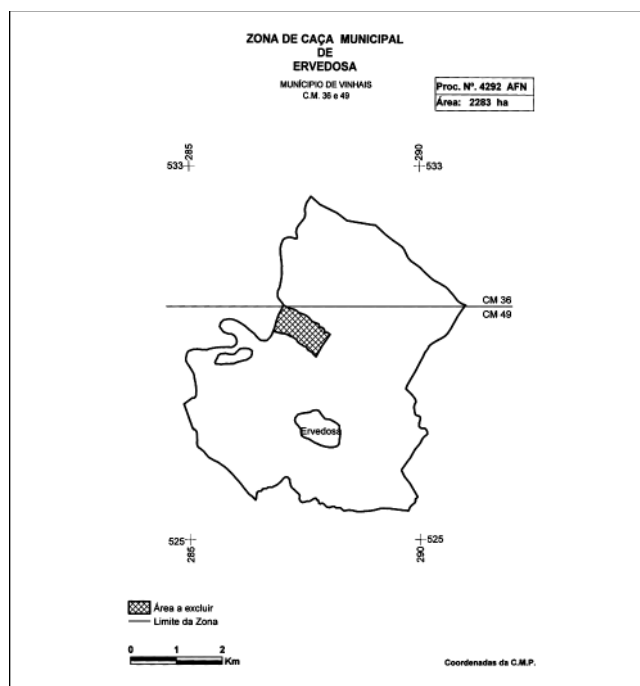 ZONA DE CAÇA MUNICIPAL
DE
ERVEDOSA
MUNÍCIPIO DE VINHAIS
C.M. 36 e 49
Proc. Nº. 4292 AFN
Área: 2283 ha
285
533
290
533
CM 36
CM 49
Ervedosa
525
285
525
290
Área a excluir
Limite da Zona
0 1 2
Km
Coordenadas da C.M.P.